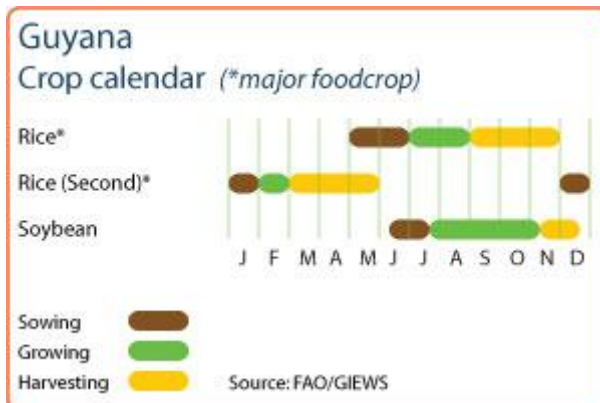 Guyana
Crop calendar (*major foodcrop)
Rice*
Rice (Second)*
Soybean
J F M A M J J A S O N D
Sowing
Growing
Harvesting Source: FAO/GIEWS